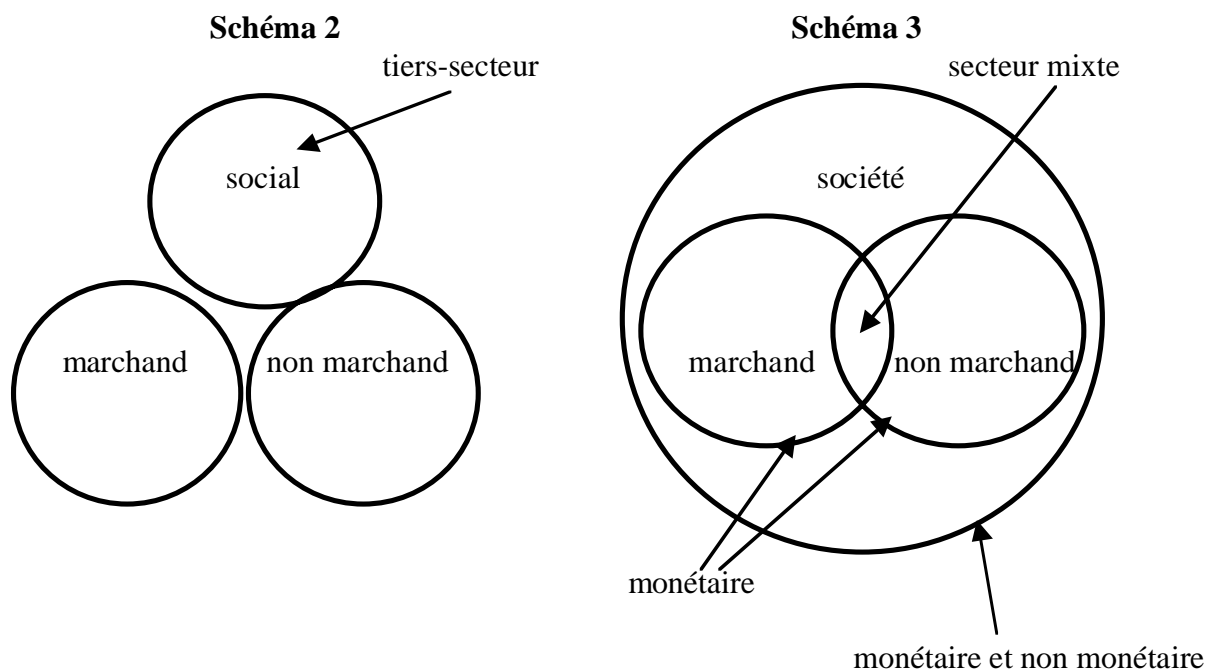 Schéma 2
tiers-secteur
social
marchand
non marchand
Schéma 3
secteur mixte
société
marchand
non marchand
monétaire
monétaire et non monétaire